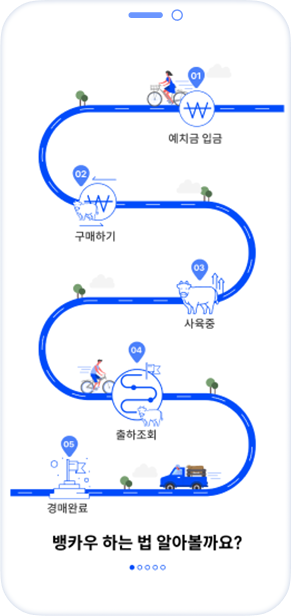 01
₩
예치금 입금
02
₩
구매하기
03
사육중
04
출하조회
05
경매완료
뱅카우 하는 법 알아볼까요?